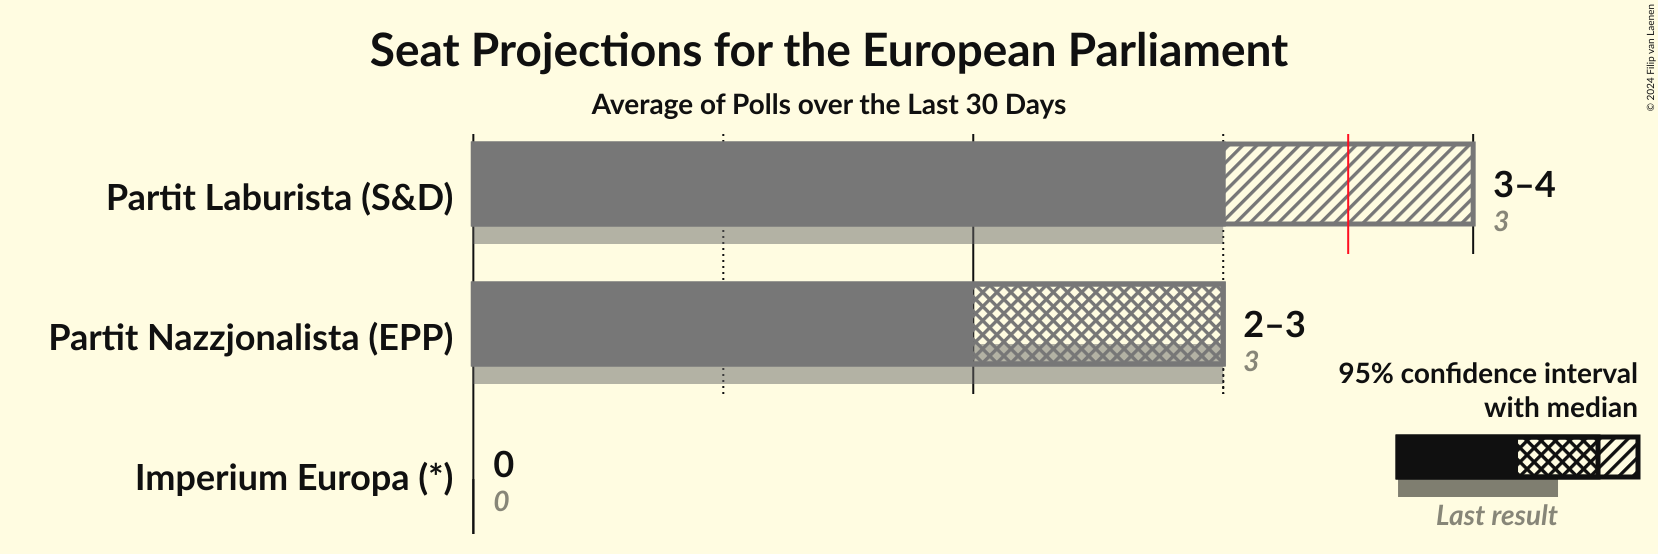 Seat Projections for the European Parliament
Average of Polls over the Last 30 Days
© 2024 Filip van Laenen
Partit Laburista (S&D)
3–4
3
Partit Nazzjonalista (EPP)
2–3
3
Imperium Europa (*)
0
0
95% confidence interval
with median
Last result